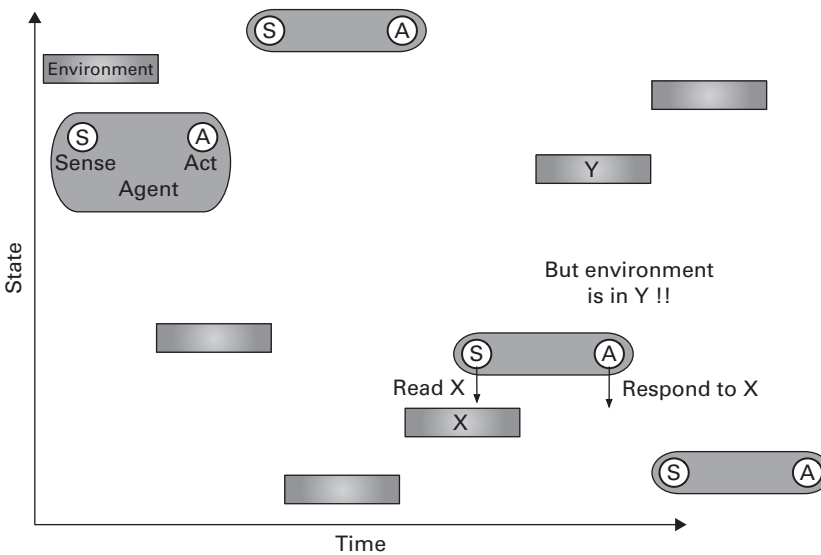 S A
Environment
S A
Sense Act
Agent
Y
State
But environment
is in Y !!
S A
Read X Respond to X
X
S A
Time